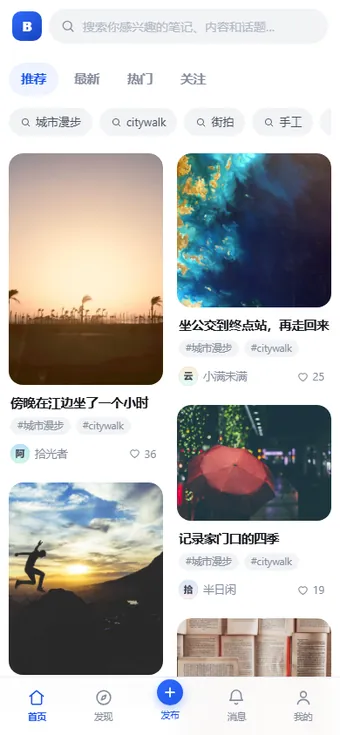 B
搜索你感兴趣的笔记、内容和话题...
推荐 最新 热门 关注
城市漫步 citywalk 街拍 手工
傍晚在江边坐了一个小时
#城市漫步 #citywalk
阿 拾光者 36
坐公交到终点站，再走回来
#城市漫步 #citywalk
云 小满未满 25
记录家门口的四季
#城市漫步 #citywalk
拾 半日闲 19
首页 发现 发布 消息 我的